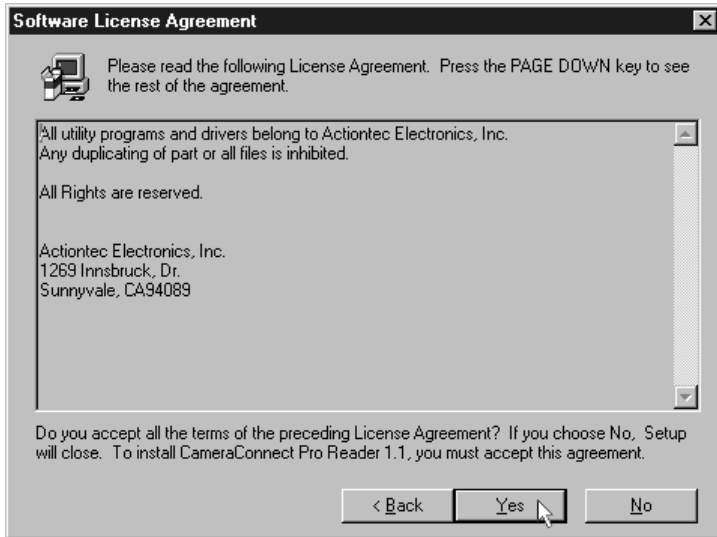 Software License Agreement
Please read the following License Agreement. Press the PAGE DOWN key to see
the rest of the agreement.
All utility programs and drivers belong to Actiontec Electronics, Inc.
Any duplicating of part or all files is inhibited.
All Rights are reserved.
Actiontec Electronics, Inc.
1269 Innsbruck, Dr.
Sunnyvale, CA94089
Do you accept all the terms of the preceding License Agreement? If you choose No, Setup
will close. To install CameraConnect Pro Reader 1.1, you must accept this agreement.
< Back
Yes
No